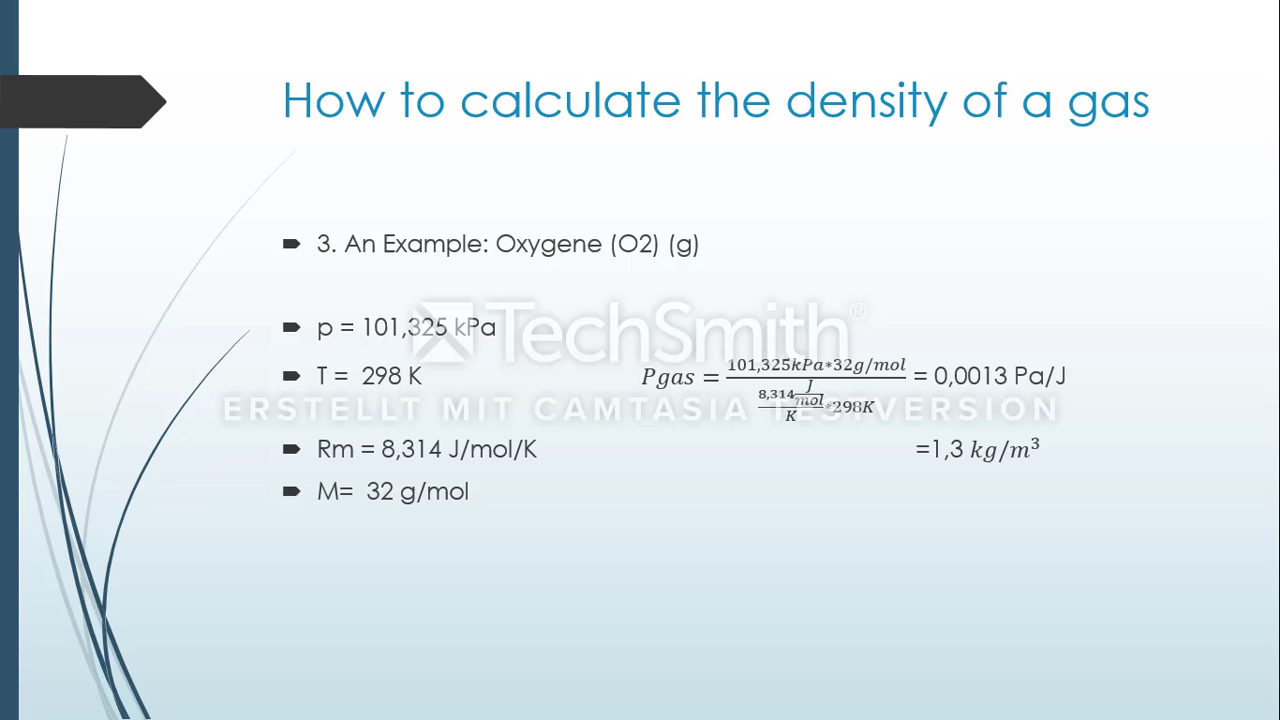 How to calculate the density of a gas
3. An Example: Oxygene (O2) (g)
TechSmith®
p = 101,325 kPa
T = 298 K
Pgas = 101,325kPa*32g/mol / 8,314 J/mol/K *298K = 0,0013 Pa/J
ERSTELLT MIT CAMTASIA TESTVERSION
Rm = 8,314 J/mol/K
=1,3 kg/m³
M= 32 g/mol